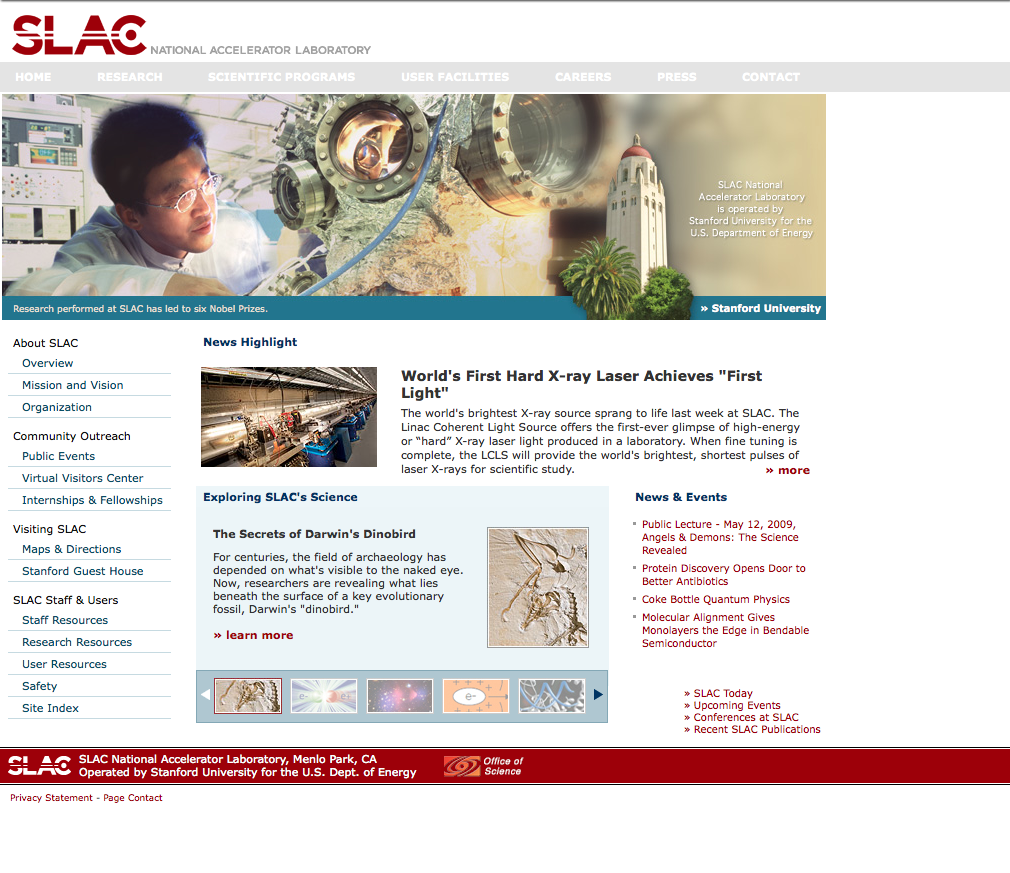 SLAC NATIONAL ACCELERATOR LABORATORY
HOME RESEARCH SCIENTIFIC PROGRAMS USER FACILITIES CAREERS PRESS CONTACT
SLAC National
Accelerator Laboratory
is operated by
Stanford University for the
U.S. Department of Energy
Research performed at SLAC has led to six Nobel Prizes.
» Stanford University
About SLAC
Overview
Mission and Vision
Organization
Community Outreach
Public Events
Virtual Visitors Center
Internships & Fellowships
Visiting SLAC
Maps & Directions
Stanford Guest House
SLAC Staff & Users
Staff Resources
Research Resources
User Resources
Safety
Site Index
News Highlight
World's First Hard X-ray Laser Achieves "First
Light"
The world's brightest X-ray source sprang to life last week at SLAC. The
Linac Coherent Light Source offers the first-ever glimpse of high-energy
or “hard” X-ray laser light produced in a laboratory. When fine tuning is
complete, the LCLS will provide the world's brightest, shortest pulses of
laser X-rays for scientific study.
» more
Exploring SLAC's Science
The Secrets of Darwin's Dinobird
For centuries, the field of archaeology has
depended on what's visible to the naked eye.
Now, researchers are revealing what lies
beneath the surface of a key evolutionary
fossil, Darwin's "dinobird."
» learn more
News & Events
Public Lecture - May 12, 2009,
Angels & Demons: The Science
Revealed
Protein Discovery Opens Door to
Better Antibiotics
Coke Bottle Quantum Physics
Molecular Alignment Gives
Monolayers the Edge in Bendable
Semiconductor
» SLAC Today
» Upcoming Events
» Conferences at SLAC
» Recent SLAC Publications
SLAC
SLAC National Accelerator Laboratory, Menlo Park, CA
Operated by Stanford University for the U.S. Dept. of Energy
Office of
Science
Privacy Statement - Page Contact